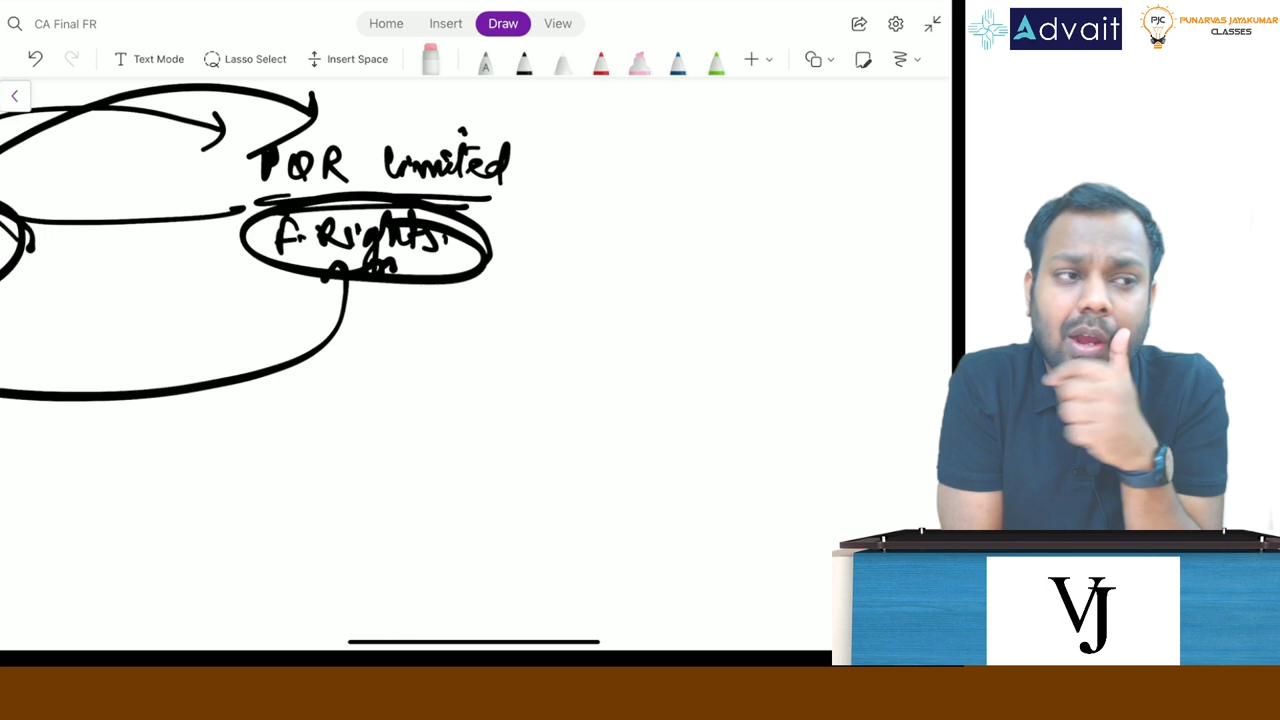 CA Final FR
Home Insert Draw View
Text Mode
Lasso Select
Insert Space
A
PQR Limited
F. Rights.
Advait
PJC
PUNARVAS JAYAKUMAR
CLASSES
VJ